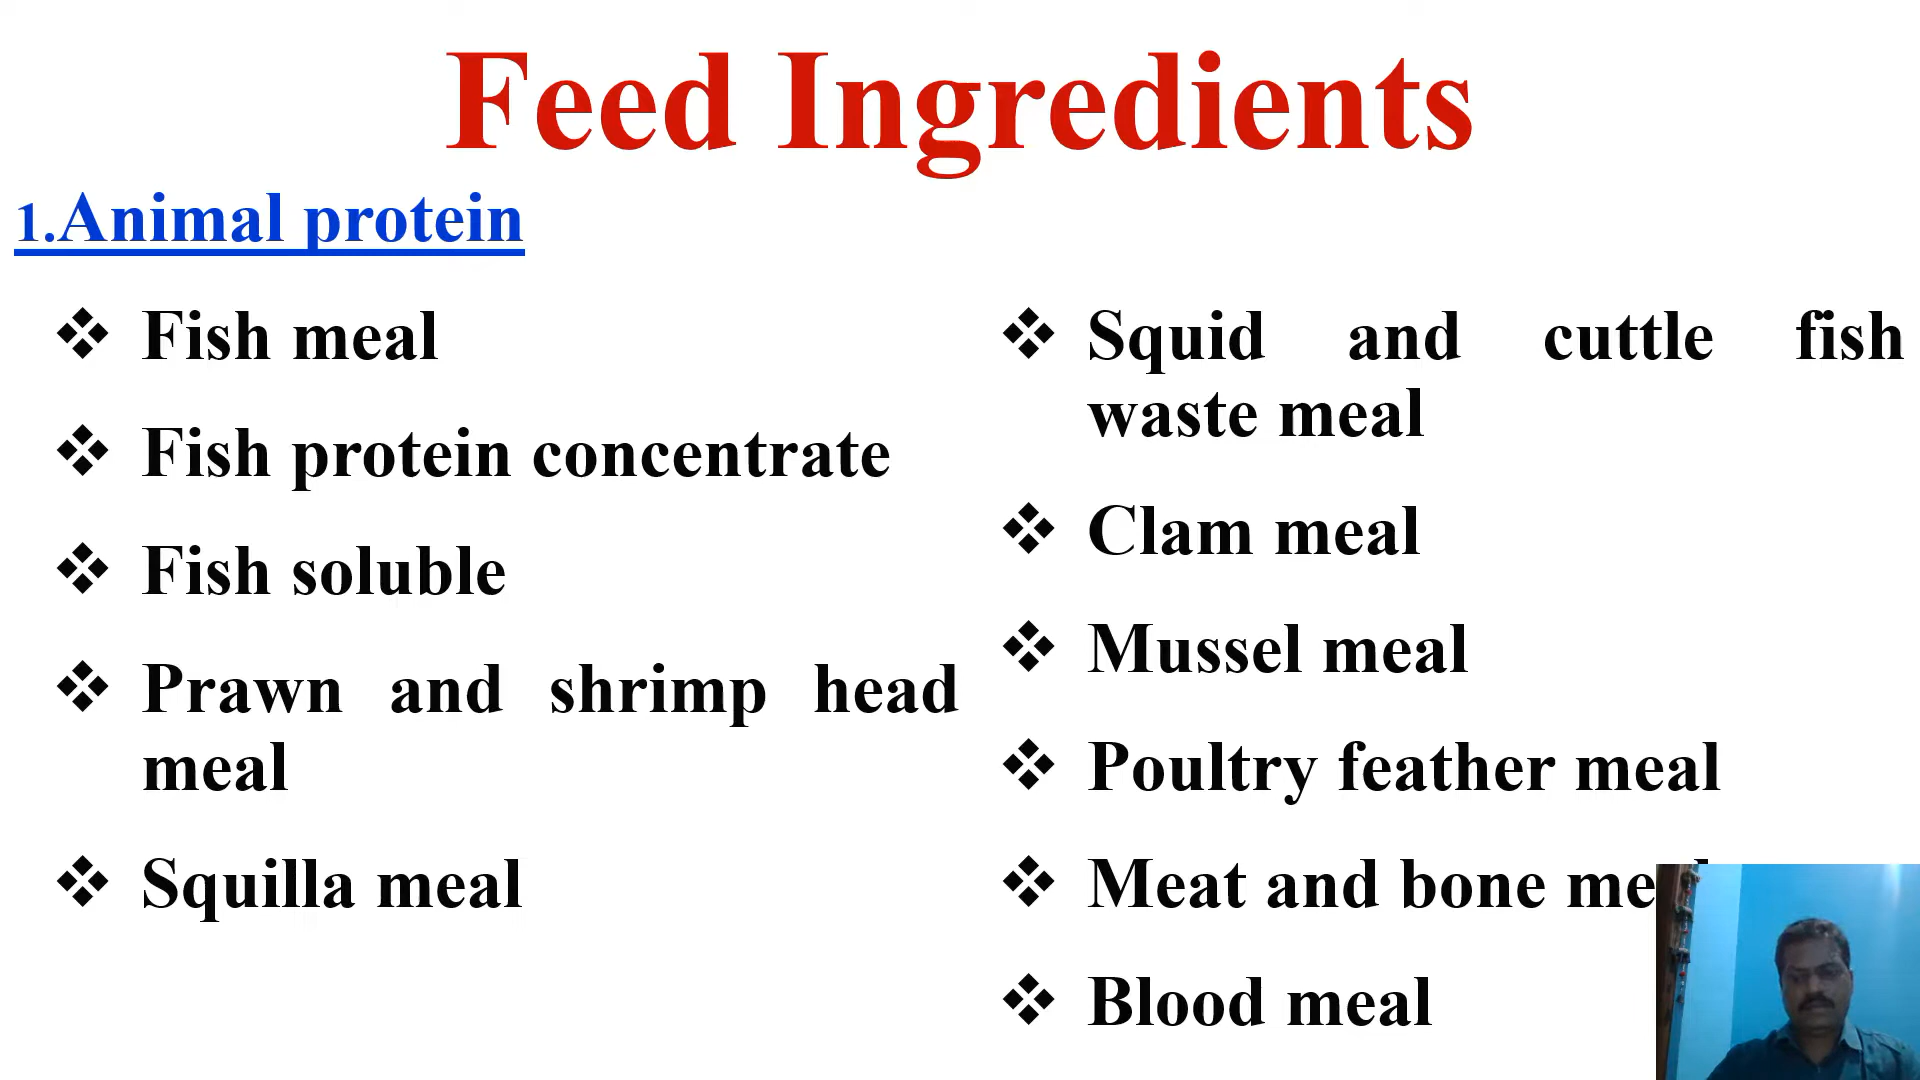 Feed Ingredients
1.Animal protein
❖ Fish meal
❖ Fish protein concentrate
❖ Fish soluble
❖ Prawn and shrimp head
meal
❖ Squilla meal
❖ Squid and cuttle fish
waste meal
❖ Clam meal
❖ Mussel meal
❖ Poultry feather meal
❖ Meat and bone
❖ Blood meal